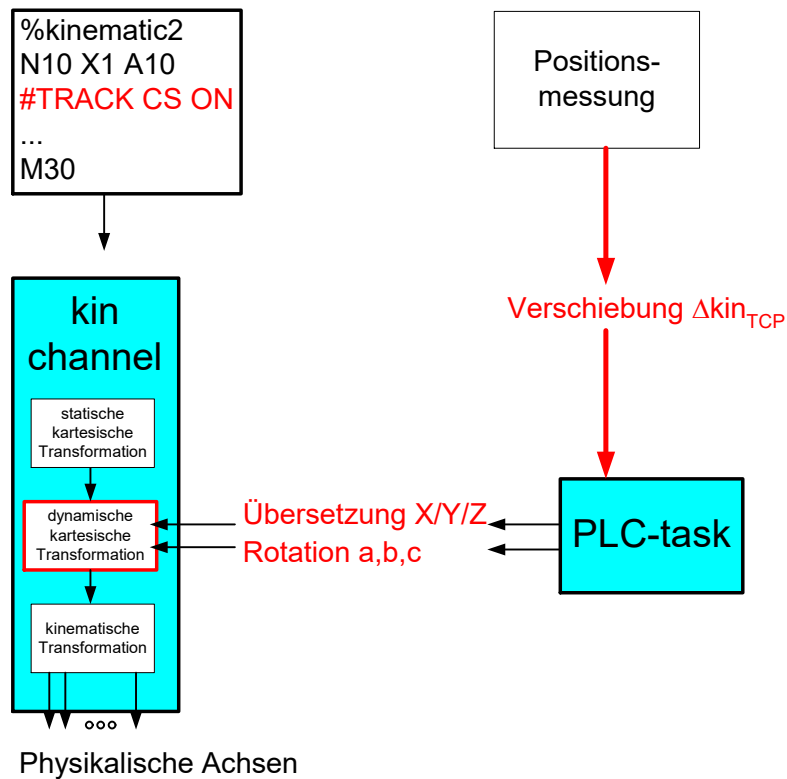 %kinematic2
N10 X1 A10
#TRACK CS ON
...
M30
Positions-
messung
kin
channel
Verschiebung ΔkinTCP
statische
kartesische
Transformation
dynamische
kartesische
Transformation
Übersetzung X/Y/Z
Rotation a,b,c
PLC-task
kinematische
Transformation
Physikalische Achsen